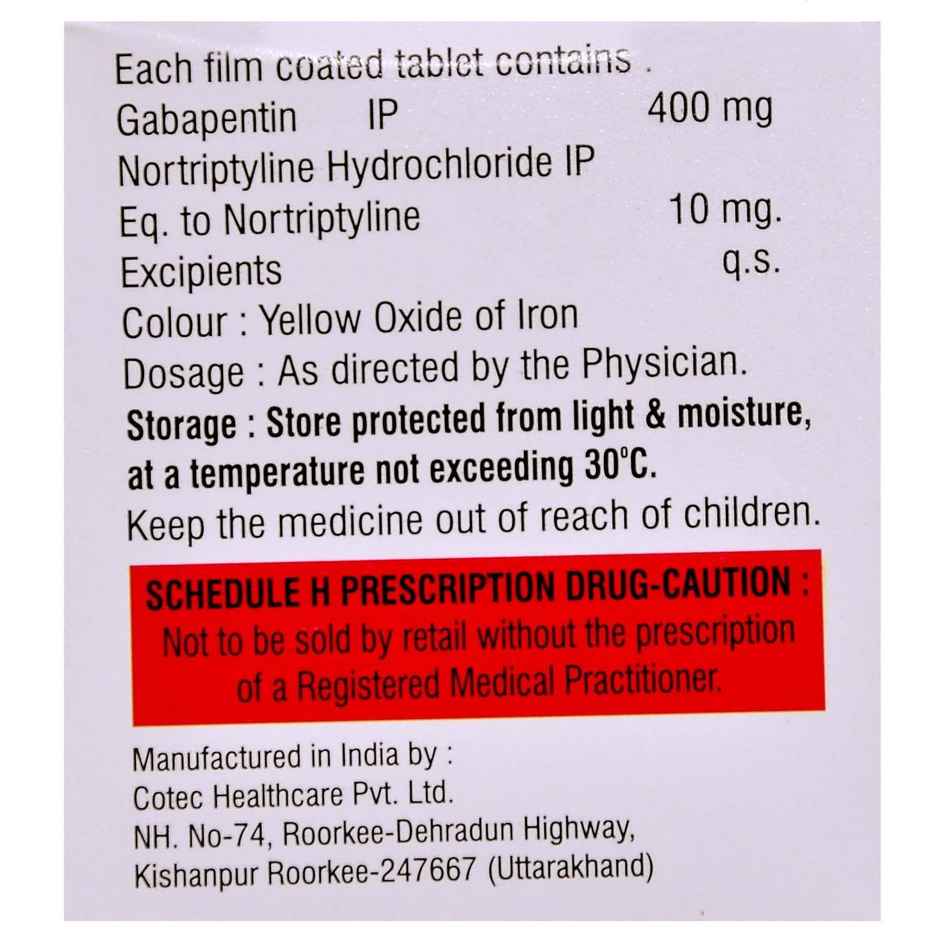 Each film coated tablet contains .
Gabapentin IP 400 mg
Nortriptyline Hydrochloride IP
Eq. to Nortriptyline 10 mg.
Excipients q.s.
Colour : Yellow Oxide of Iron
Dosage : As directed by the Physician.
Storage : Store protected from light & moisture,
at a temperature not exceeding 30°C.
Keep the medicine out of reach of children.
SCHEDULE H PRESCRIPTION DRUG-CAUTION :
Not to be sold by retail without the prescription
of a Registered Medical Practitioner.
Manufactured in India by :
Cotec Healthcare Pvt. Ltd.
NH. No-74, Roorkee-Dehradun Highway,
Kishanpur Roorkee-247667 (Uttarakhand)